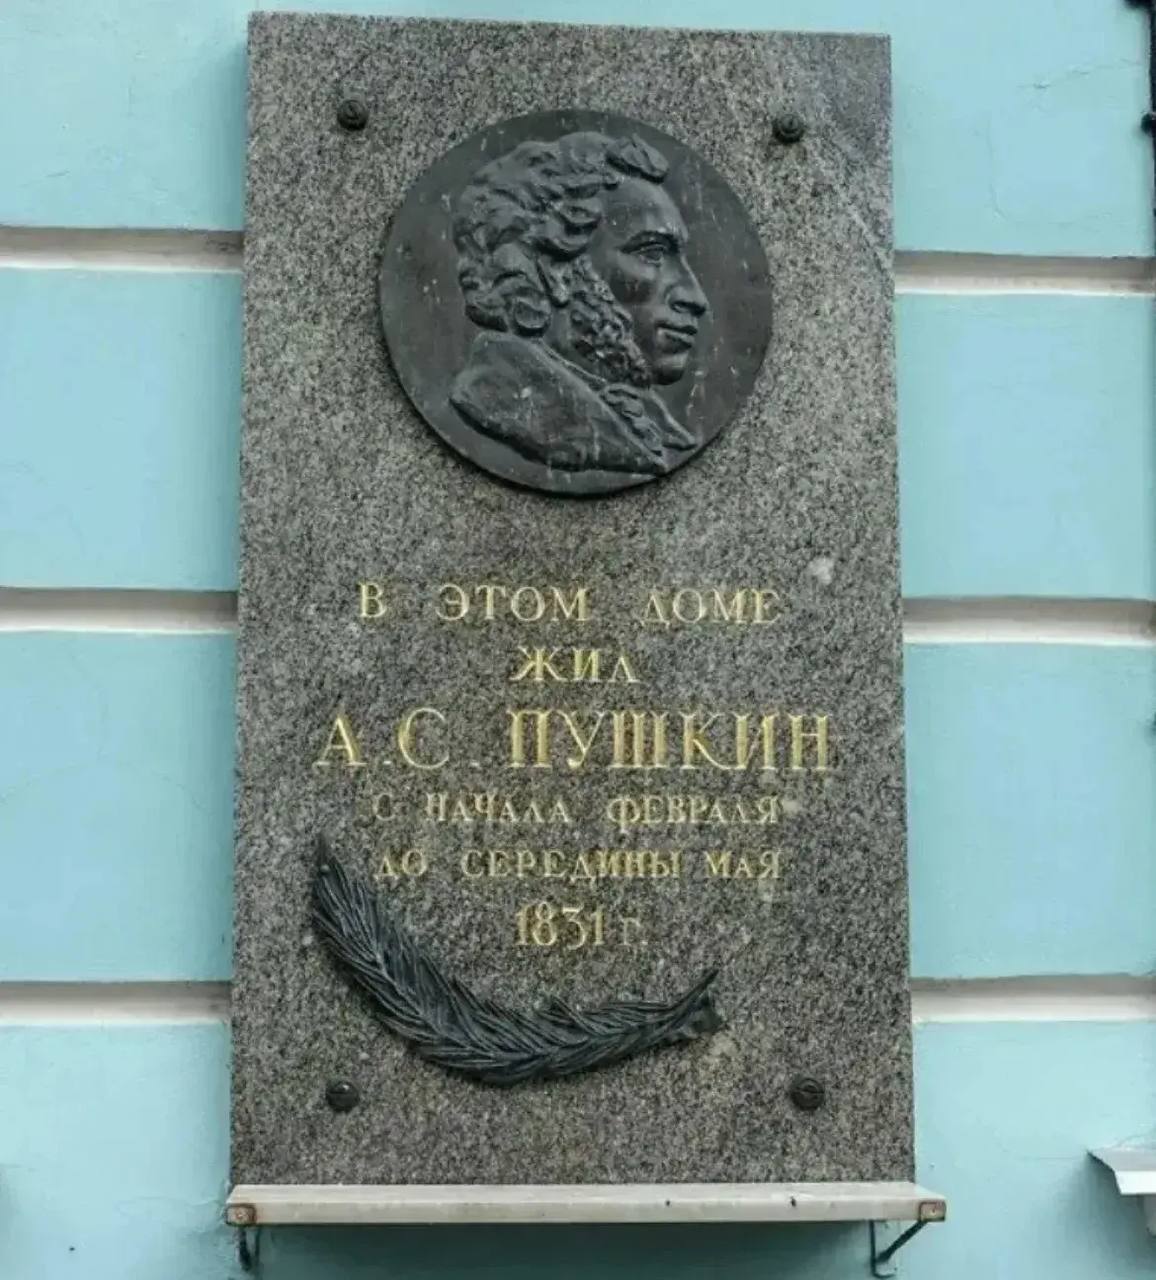 В ЭТОМ ДОМЕ
ЖИЛ
А.С. ПУШКИН
С НАЧАЛА ФЕВРАЛЯ
ДО СЕРЕДИНЫ МАЯ
1831 г.